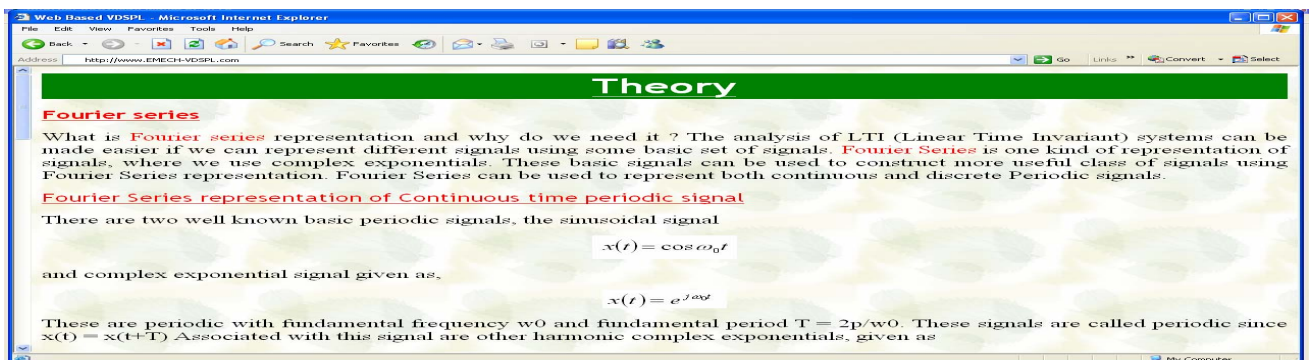 Web Based VDSPL - Microsoft Internet Explorer
File Edit View Favorites Tools Help
Back Search Favorites
Address http://www.EMECH-VDSPL.com Go Links » Convert Select
Theory
Fourier series
What is Fourier series representation and why do we need it ? The analysis of LTI (Linear Time Invariant) systems can be
made easier if we can represent different signals using some basic set of signals. Fourier Series is one kind of representation of
signals, where we use complex exponentials. These basic signals can be used to construct more useful class of signals using
Fourier Series representation. Fourier Series can be used to represent both continuous and discrete Periodic signals.
Fourier Series representation of Continuous time periodic signal
There are two well known basic periodic signals, the sinusoidal signal
x(t) = cos ω₀t
and complex exponential signal given as,
x(t) = e^{jω₀t}
These are periodic with fundamental frequency w0 and fundamental period T = 2p/w0. These signals are called periodic since
x(t) = x(t+T) Associated with this signal are other harmonic complex exponentials, given as
My Computer